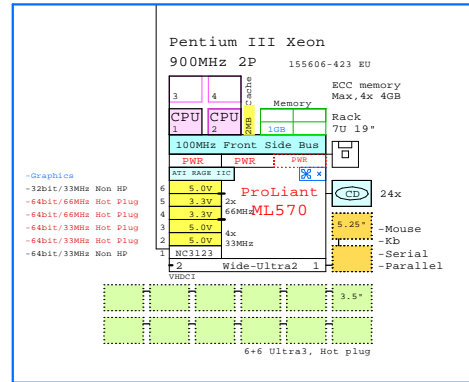 Pentium III Xeon
900MHz 2P
155606-423 EU
Cache
2MB
3
4
CPU
1
CPU
2
Memory
1GB
ECC memory
Max,4x 4GB
Rack
7U 19"
100MHz Front Side Bus
PWR
PWR
PWR
ATI RAGE IIC
-Graphics
-32bit/33MHz Non HP
6
5.0V
-64bit/66MHz Hot Plug
5
3.3V
-64bit/66MHz Hot Plug
4
3.3V
-64bit/33MHz Hot Plug
3
5.0V
-64bit/33MHz Hot Plug
2
5.0V
-64bit/33MHz Non HP
1
NC3123
2x
66MHz
4x
33MHz
ProLiant
ML570
CD
24x
5.25"
-Mouse
-Kb
-Serial
-Parallel
2
Wide-Ultra2
1
VHDCI
3.5"
6+6 Ultra3, Hot plug